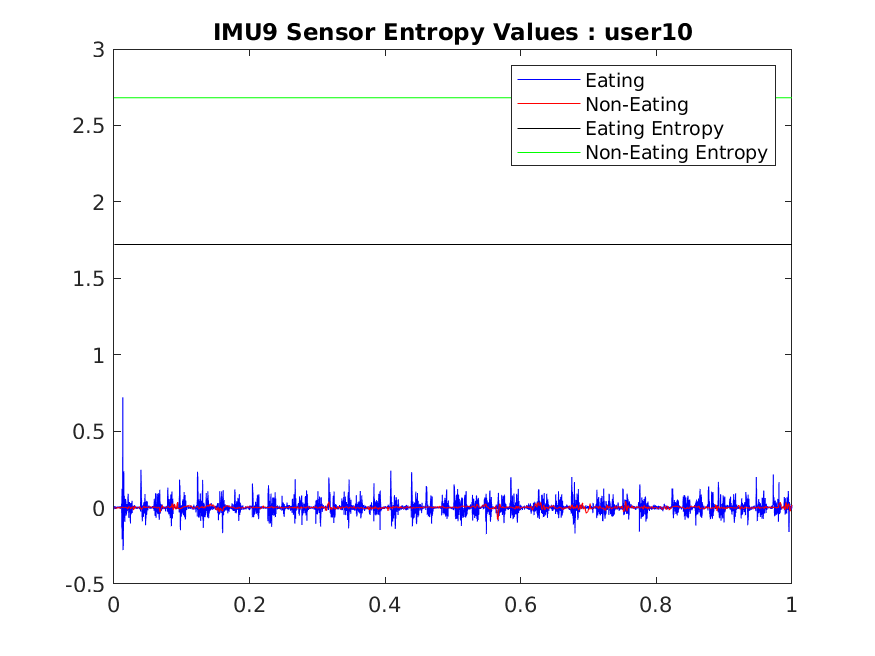 IMU9 Sensor Entropy Values : user10
3
Eating
Non-Eating
2.5
Eating Entropy
Non-Eating Entropy
2
1.5
1
0.5
0
-0.5
0 0.2 0.4 0.6 0.8 1